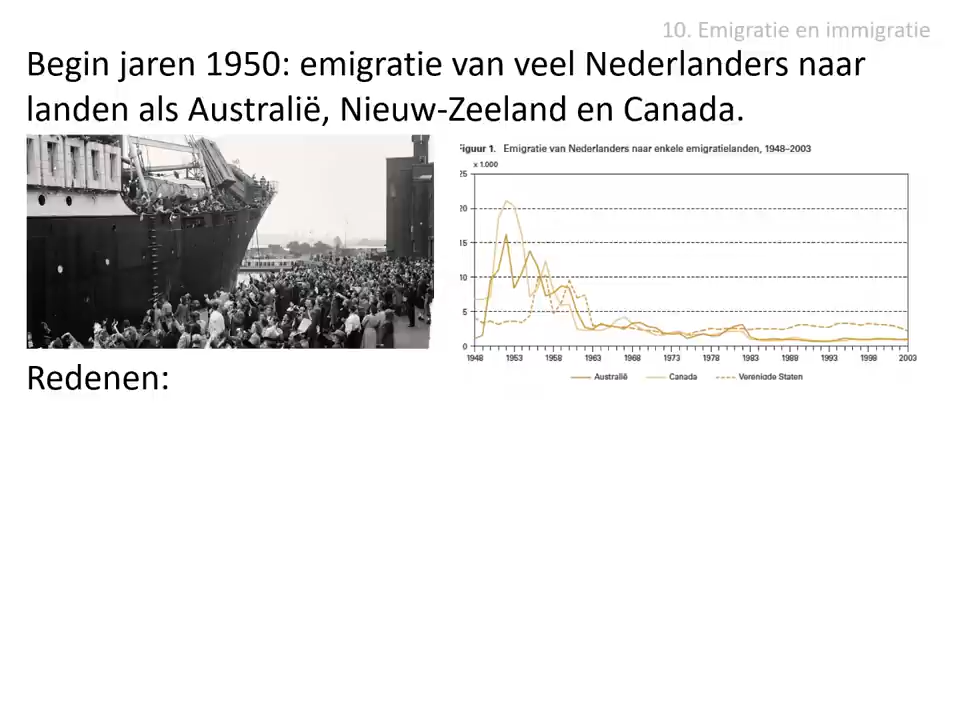 10. Emigratie en immigratie
Begin jaren 1950: emigratie van veel Nederlanders naar
landen als Australië, Nieuw-Zeeland en Canada.
Figuur 1. Emigratie van Nederlanders naar enkele emigratielanden, 1948–2003
x 1.000
25
20
15
10
5
0
1948 1953 1958 1963 1968 1973 1978 1983 1988 1993 1998 2003
Australië Canada Verenigde Staten
Redenen: